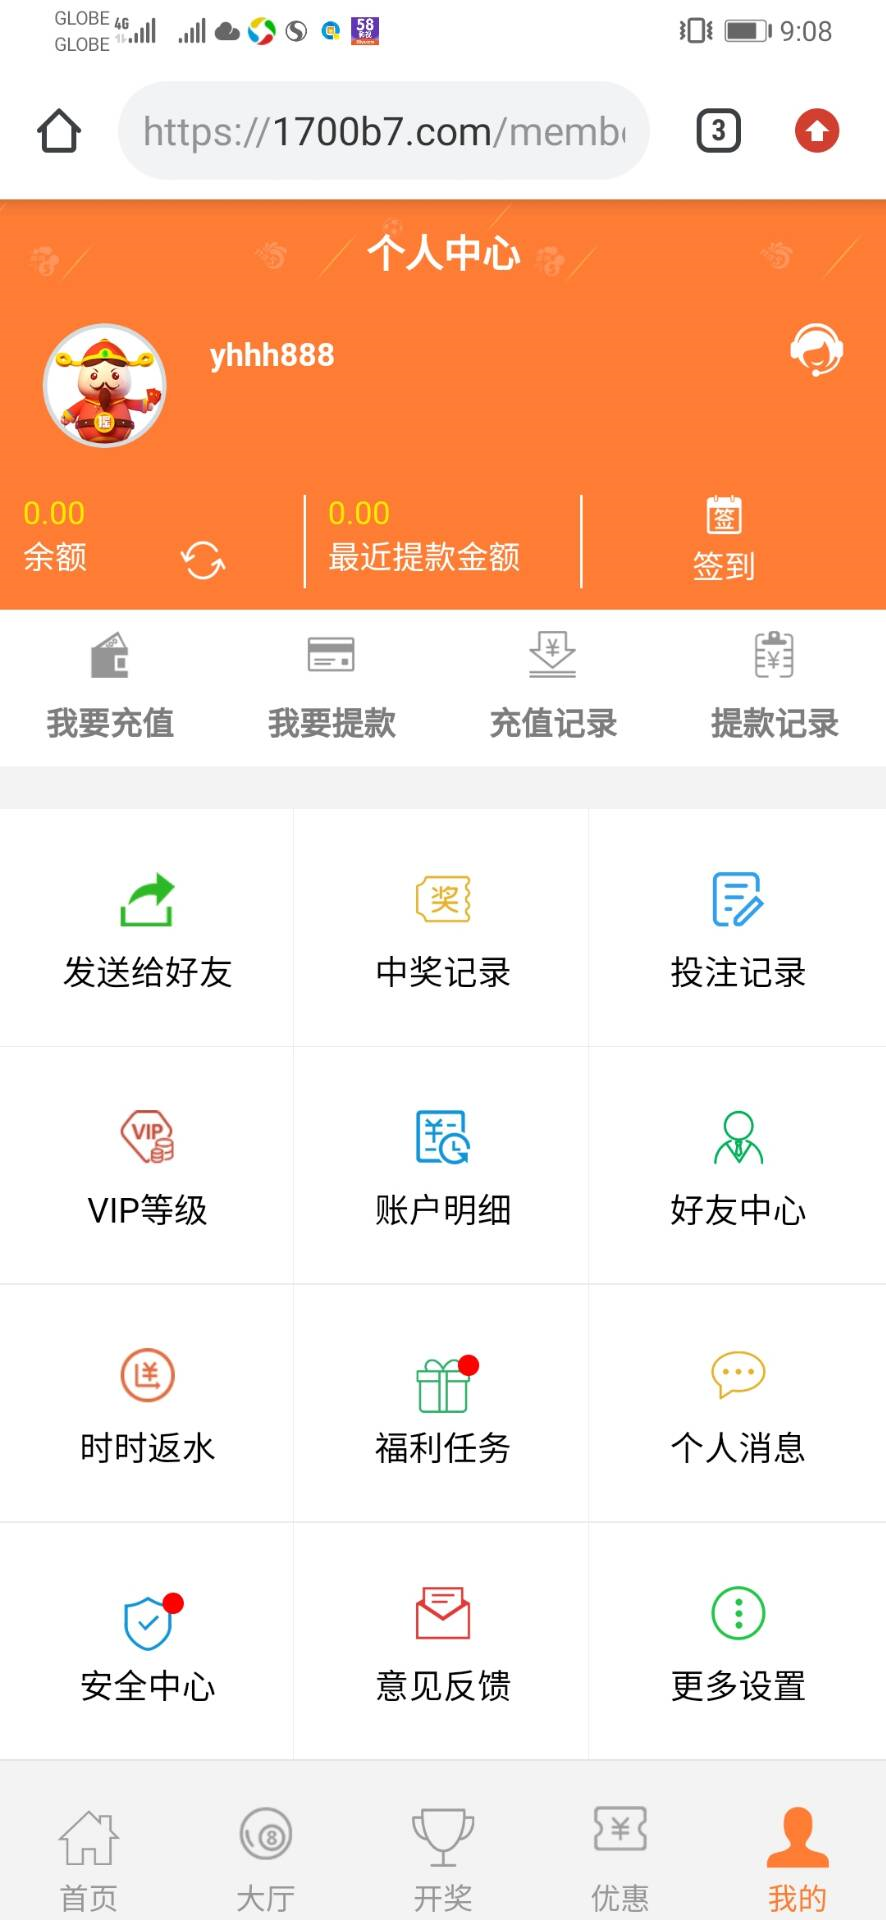 GLOBE 4G
GLOBE
58
影视
9:08
https://1700b7.com/memb
3
个人中心
yhhh888
0.00
余额
0.00
最近提款金额
签
签到
我要充值
我要提款
充值记录
提款记录
发送给好友
奖
中奖记录
投注记录
VIP
VIP等级
账户明细
好友中心
时时返水
福利任务
个人消息
安全中心
意见反馈
更多设置
8
首页
大厅
开奖
优惠
我的